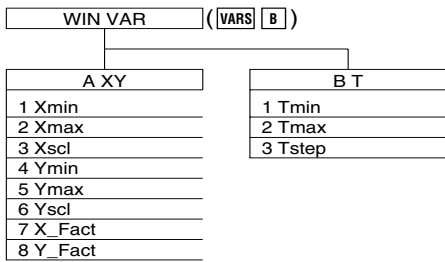 WIN VAR (VARS B)
A XY
1 Xmin
2 Xmax
3 Xscl
4 Ymin
5 Ymax
6 Yscl
7 X_Fact
8 Y_Fact
B T
1 Tmin
2 Tmax
3 Tstep